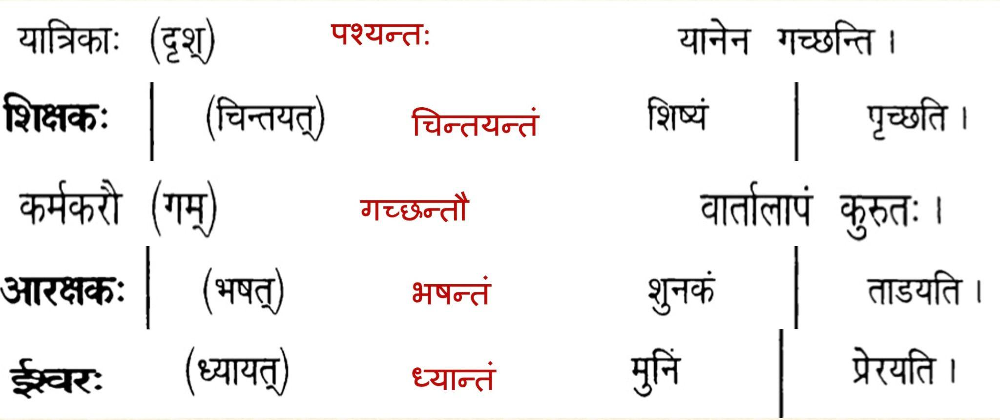 यात्रिकाः (दृश्) पश्यन्तः यानेन गच्छन्ति ।
शिक्षकः (चिन्तयत्) चिन्तयन्तं शिष्यं पृच्छति ।
कर्मकरौ (गम्) गच्छन्तौ वार्तालापं कुरुतः ।
आरक्षकः (भषत्) भषन्तं शुनकं ताडयति ।
ईश्वरः (ध्यायत्) ध्यान्तं मुनिं प्रेरयति ।